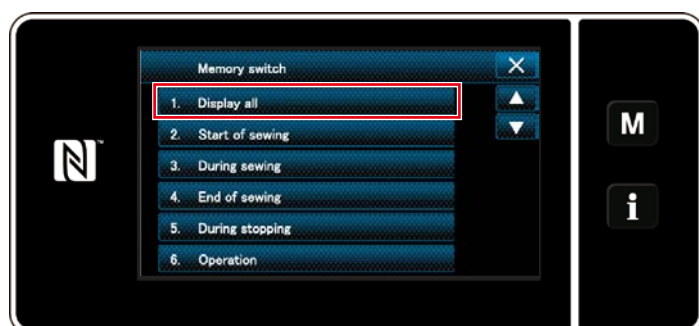 Memory switch
1. Display all
2. Start of sewing
3. During sewing
4. End of sewing
5. During stopping
6. Operation
N™
M
i